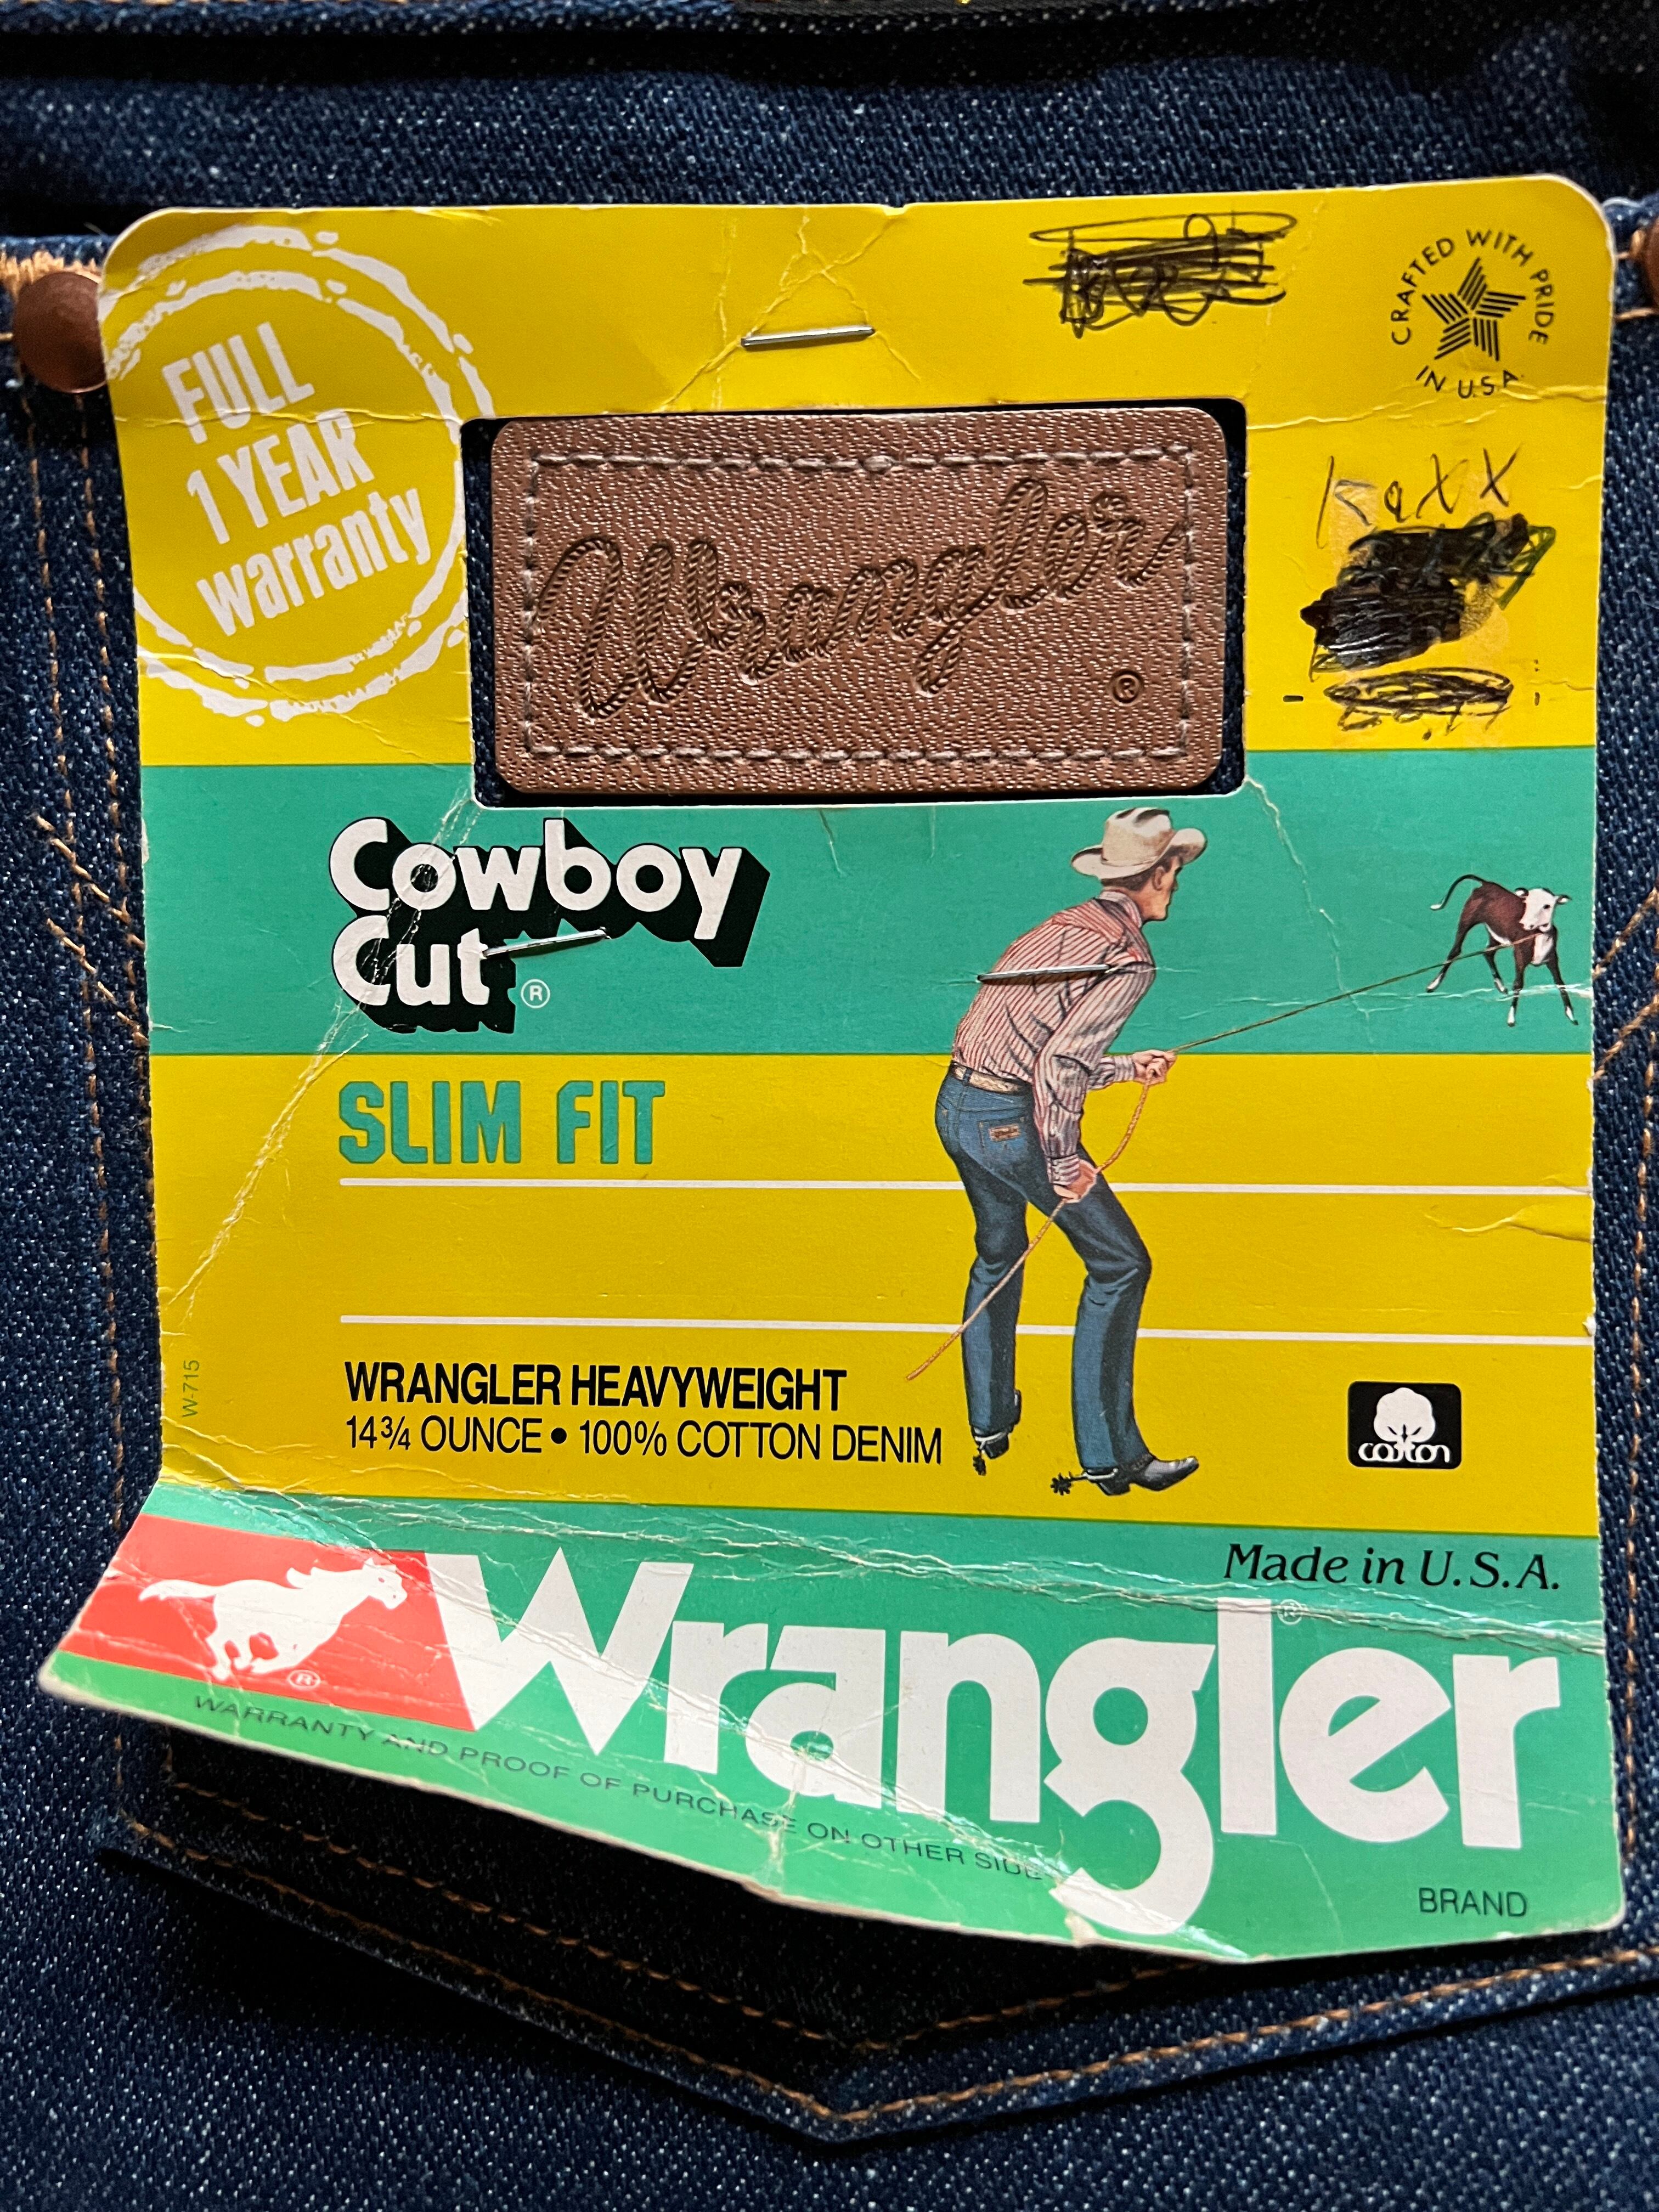 FULL
1 YEAR
warranty
CRAFTED WITH PRIDE
IN U.S.A.
Wrangler
®
Cowboy
Cut®
SLIM FIT
WRANGLER HEAVYWEIGHT
14¾ OUNCE • 100% COTTON DENIM
W-715
cotton
Made in U.S.A.
Wrangler®
®
WARRANTY AND PROOF OF PURCHASE ON OTHER SIDE
BRAND